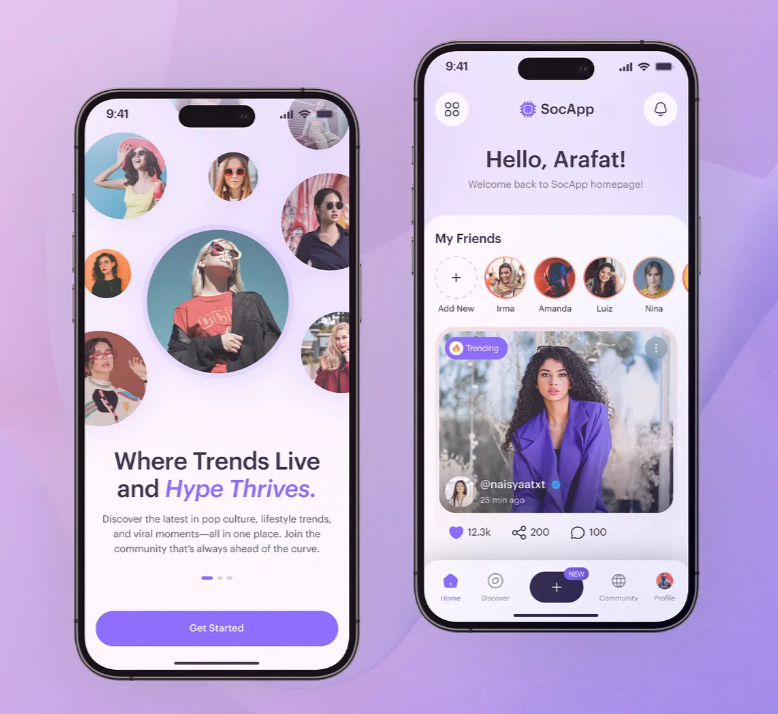 9:41
Where Trends Live
and Hype Thrives.
Discover the latest in pop culture, lifestyle trends,
and viral moments—all in one place. Join the
community that's always ahead of the curve.
Get Started
9:41
SocApp
Hello, Arafat!
Welcome back to SocApp homepage!
My Friends
Add New
Irma
Amanda
Luiz
Nina
Trending
@naisyaatxt
25 min ago
12.3k
200
100
NEW
Home
Discover
Community
Profile